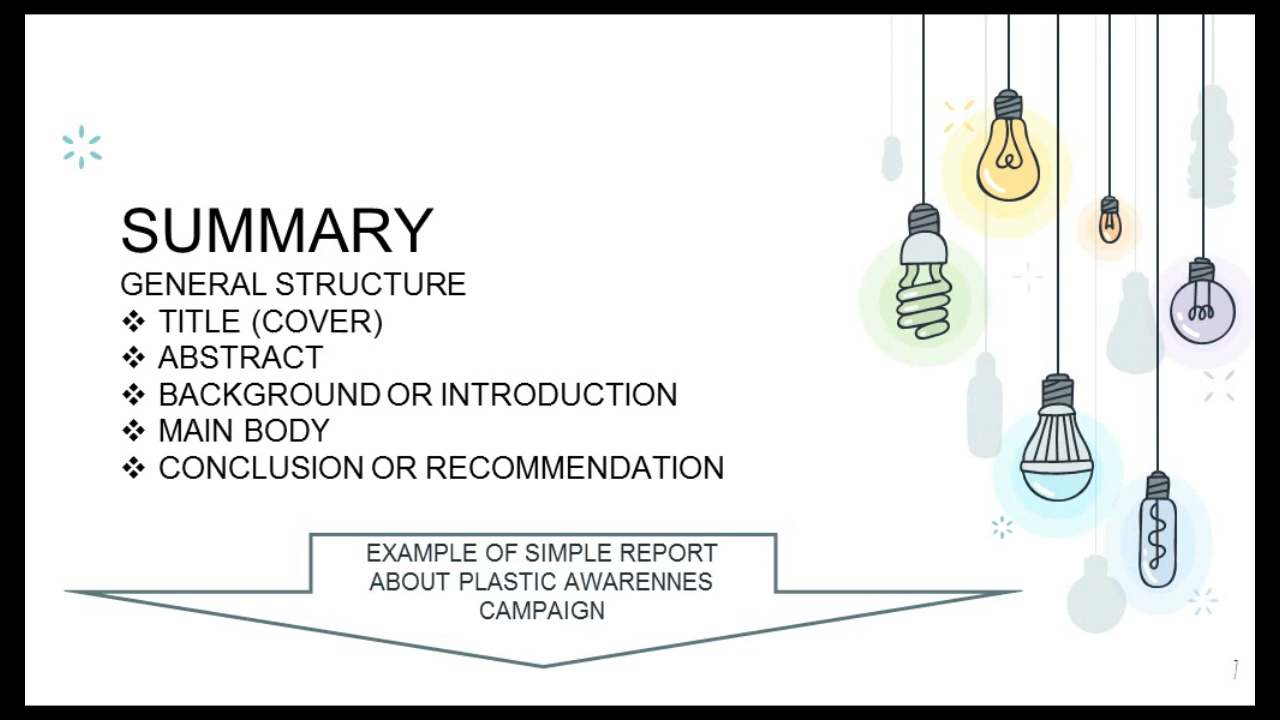 SUMMARY
GENERAL STRUCTURE
❖ TITLE (COVER)
❖ ABSTRACT
❖ BACKGROUND OR INTRODUCTION
❖ MAIN BODY
❖ CONCLUSION OR RECOMMENDATION
EXAMPLE OF SIMPLE REPORT
ABOUT PLASTIC AWARENNES
CAMPAIGN
7